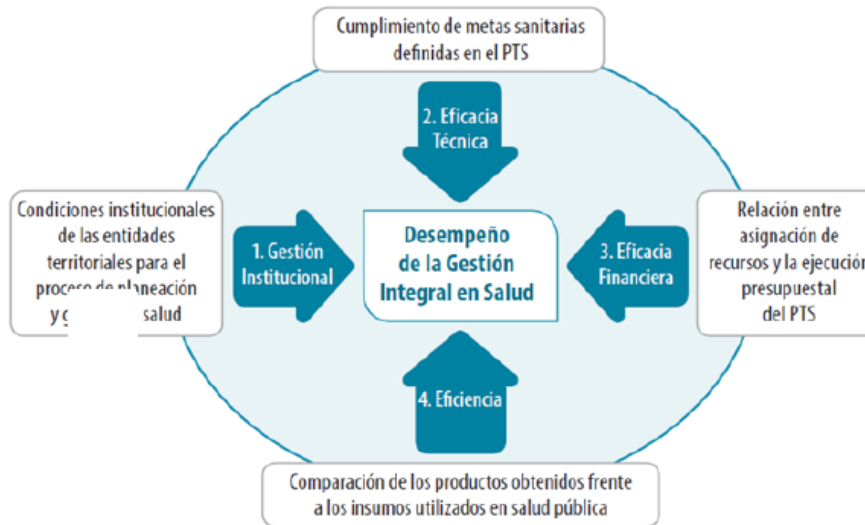 Cumplimiento de metas sanitarias
definidas en el PTS
2. Eficacia
Técnica
Condiciones institucionales
de las entidades
territoriales para el
proceso de planeación
y salud
1. Gestión
Institucional
Desempeño
de la Gestión
Integral en Salud
3. Eficacia
Financiera
Relación entre
asignación de
recursos y la ejecución
presupuestal
del PTS
4. Eficiencia
Comparación de los productos obtenidos frente
a los insumos utilizados en salud pública